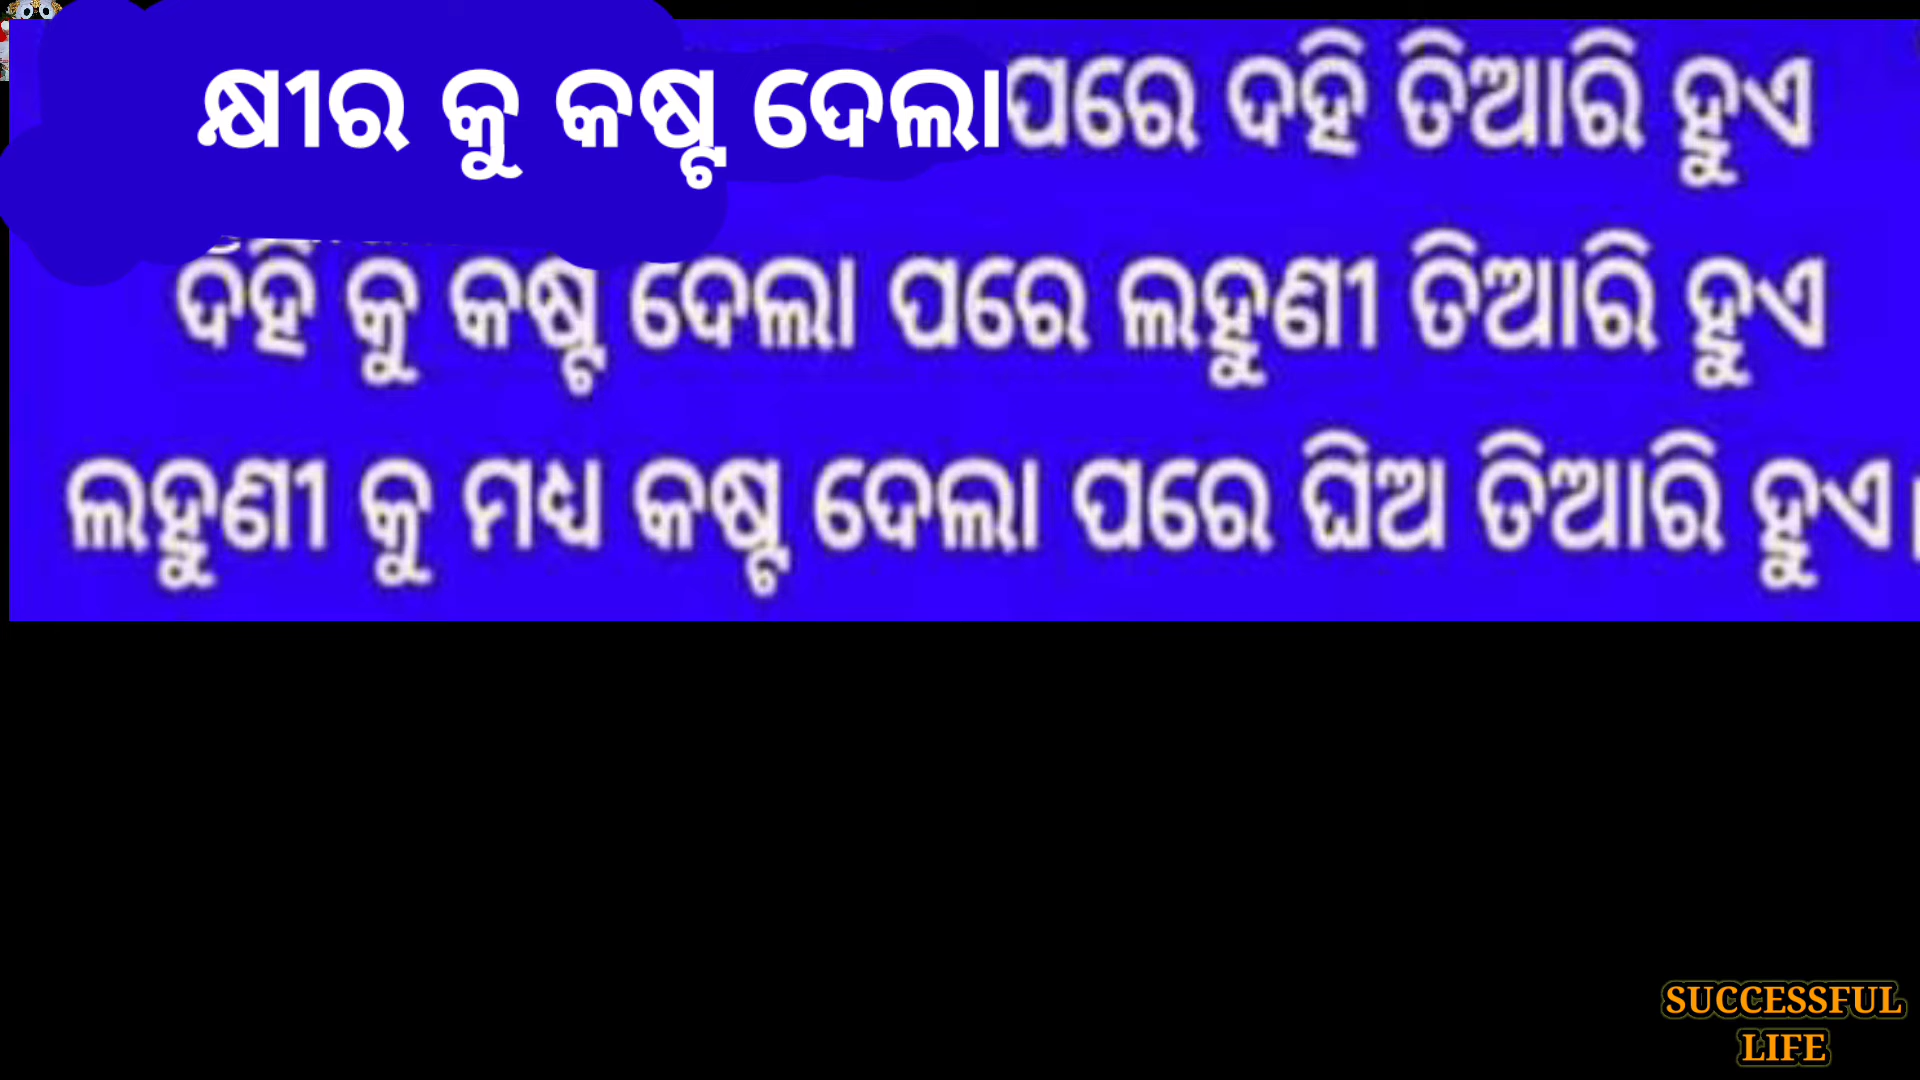 କ୍ଷୀର କୁ କଷ୍ଟ ଦେଲା ପରେ ଦହି ତିଆରି ହୁଏ
ଦହି କୁ କଷ୍ଟ ଦେଲା ପରେ ଲହୁଣୀ ତିଆରି ହୁଏ
ଲହୁଣୀ କୁ ମଧ୍ୟ କଷ୍ଟ ଦେଲା ପରେ ଘିଅ ତିଆରି ହୁଏ।
SUCCESSFUL
LIFE